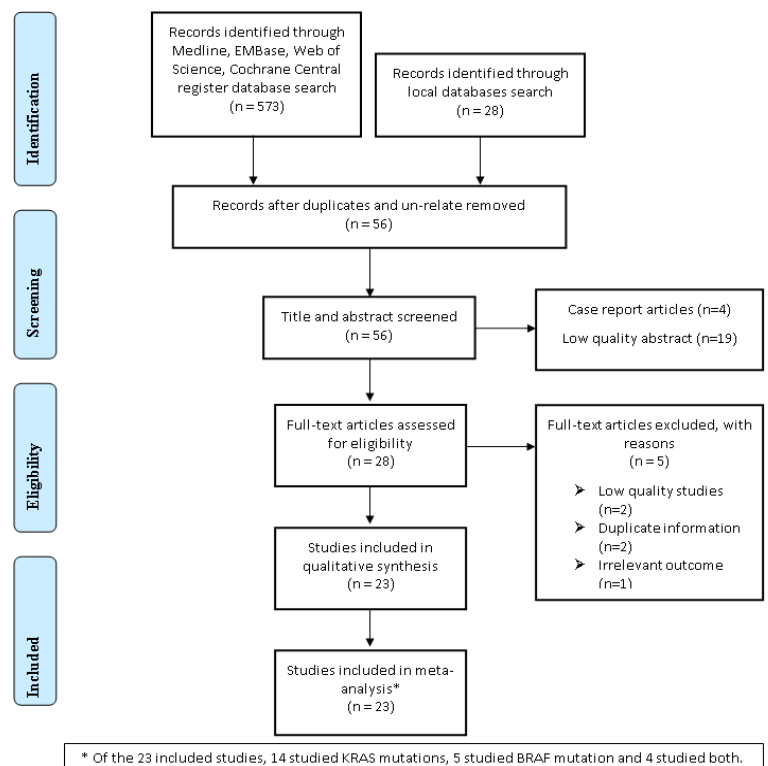 Identification
Records identified through
Medline, EMBase, Web of
Science, Cochrane Central
register database search
(n = 573)
Records identified through
local databases search
(n = 28)
Records after duplicates and un-relate removed
(n = 56)
Screening
Title and abstract screened
(n = 56)
Case report articles (n=4)
Low quality abstract (n=19)
Eligibility
Full-text articles assessed
for eligibility
(n = 28)
Full-text articles excluded, with
reasons
(n = 5)
➢ Low quality studies
(n=2)
➢ Duplicate information
(n=2)
➢ Irrelevant outcome
(n=1)
Studies included in
qualitative synthesis
(n = 23)
Included
Studies included in meta-
analysis*
(n = 23)
* Of the 23 included studies, 14 studied KRAS mutations, 5 studied BRAF mutation and 4 studied both.